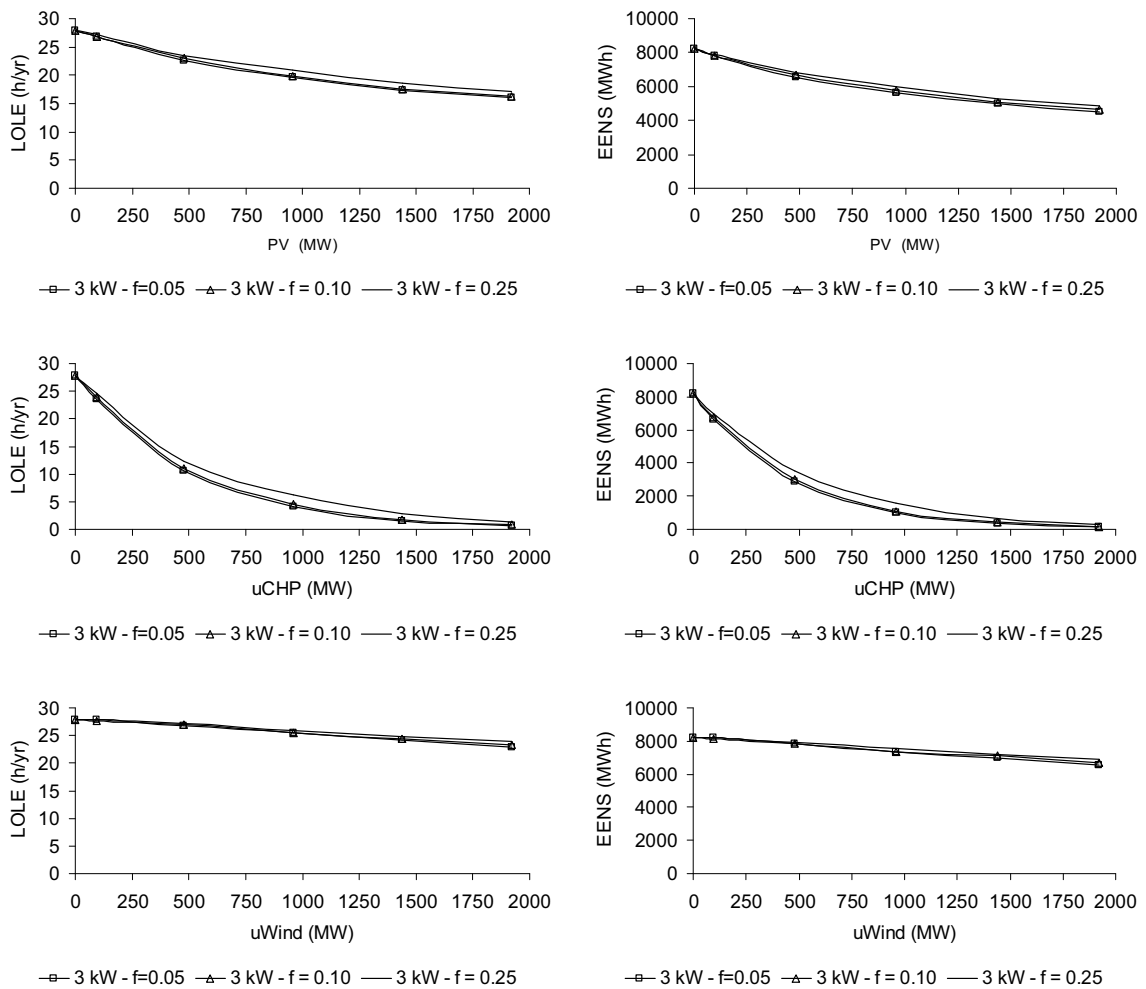 LOLE (h/yr)
30
25
20
15
10
5
0
0 250 500 750 1000 1250 1500 1750 2000
PV (MW)
3 kW - f=0.05 3 kW - f = 0.10 3 kW - f = 0.25
EENS (MWh)
10000
8000
6000
4000
2000
0
0 250 500 750 1000 1250 1500 1750 2000
PV (MW)
3 kW - f=0.05 3 kW - f = 0.10 3 kW - f = 0.25
LOLE (h/yr)
30
25
20
15
10
5
0
0 250 500 750 1000 1250 1500 1750 2000
uCHP (MW)
3 kW - f=0.05 3 kW - f = 0.10 3 kW - f = 0.25
EENS (MWh)
10000
8000
6000
4000
2000
0
0 250 500 750 1000 1250 1500 1750 2000
uCHP (MW)
3 kW - f=0.05 3 kW - f = 0.10 3 kW - f = 0.25
LOLE (h/yr)
30
25
20
15
10
5
0
0 250 500 750 1000 1250 1500 1750 2000
uWind (MW)
3 kW - f=0.05 3 kW - f = 0.10 3 kW - f = 0.25
EENS (MWh)
10000
8000
6000
4000
2000
0
0 250 500 750 1000 1250 1500 1750 2000
uWind (MW)
3 kW - f=0.05 3 kW - f = 0.10 3 kW - f = 0.25